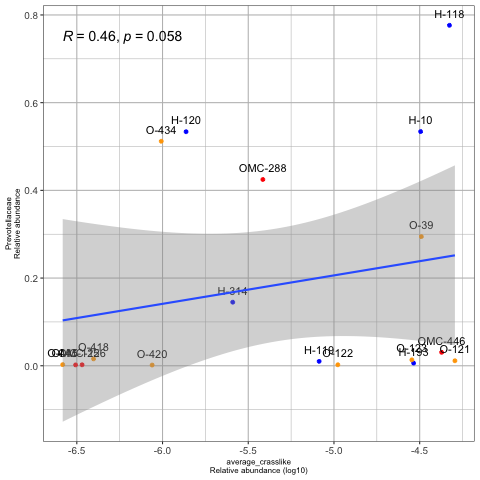 H-118
0.8
R = 0.46, p = 0.058
0.6
H-120
H-10
O-434
OMC-288
0.4
O-39
Prevotellaceae
Relative abundance
0.2
H-314
OMC-446
O-418
H-119
O-122
H-193
O-121
O-420
0.0
-6.5
-6.0
-5.5
-5.0
-4.5
average_crasslike
Relative abundance (log10)